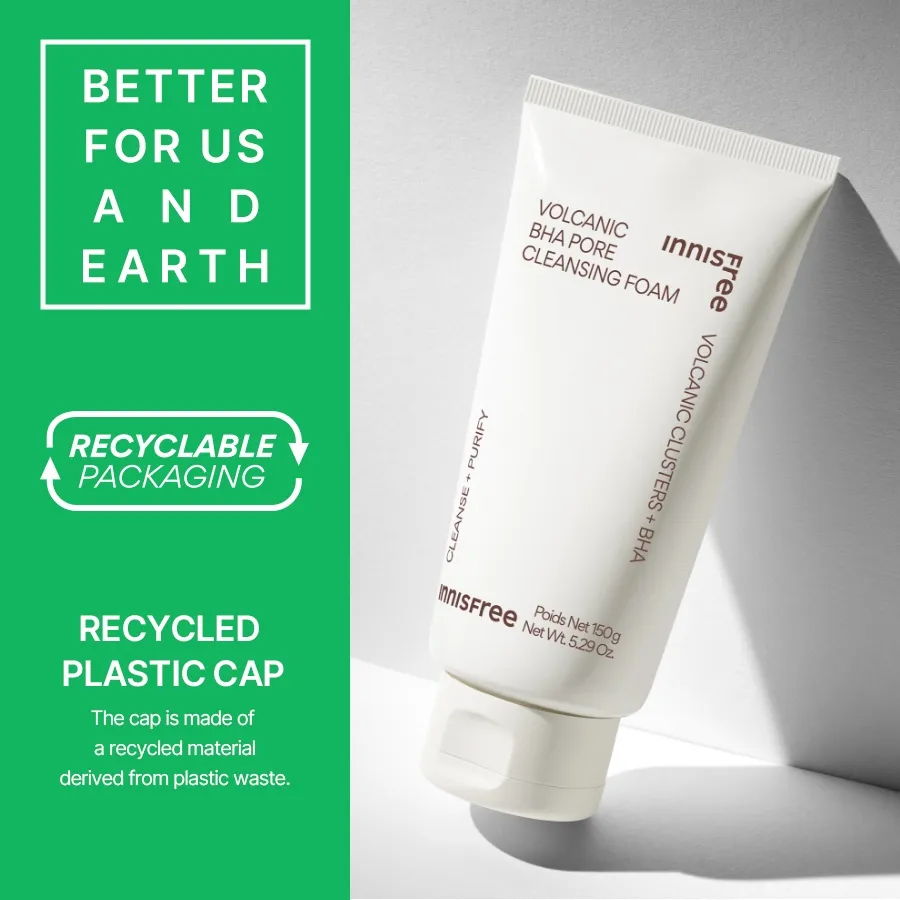 BETTER
FOR US
AND
EARTH
RECYCLABLE
PACKAGING
RECYCLED
PLASTIC CAP
The cap is made of
a recycled material
derived from plastic waste.
VOLCANIC
BHA PORE
CLEANSING FOAM
innisfree
VOLCANIC CLUSTERS + BHA
CLEANSE + PURIFY
innisfree
Poids Net 150g
Net Wt. 5.29 Oz.